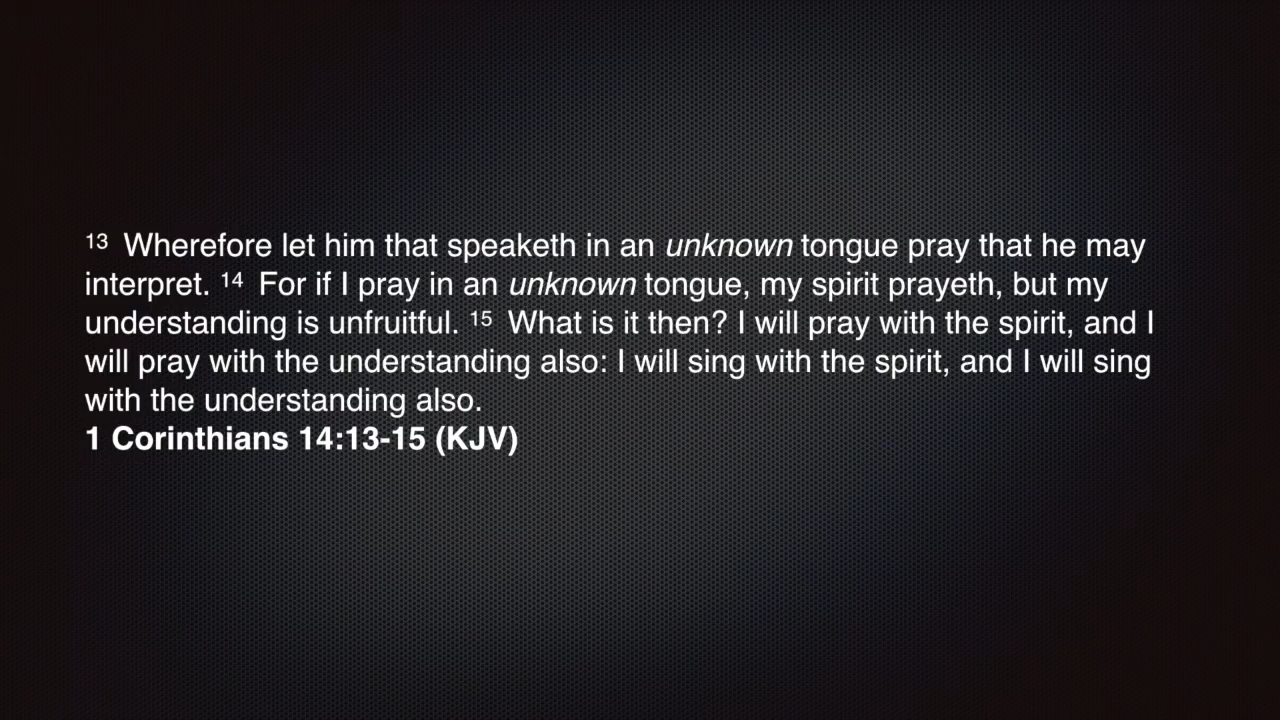 13 Wherefore let him that speaketh in an unknown tongue pray that he may
interpret. 14 For if I pray in an unknown tongue, my spirit prayeth, but my
understanding is unfruitful. 15 What is it then? I will pray with the spirit, and I
will pray with the understanding also: I will sing with the spirit, and I will sing
with the understanding also.
1 Corinthians 14:13-15 (KJV)